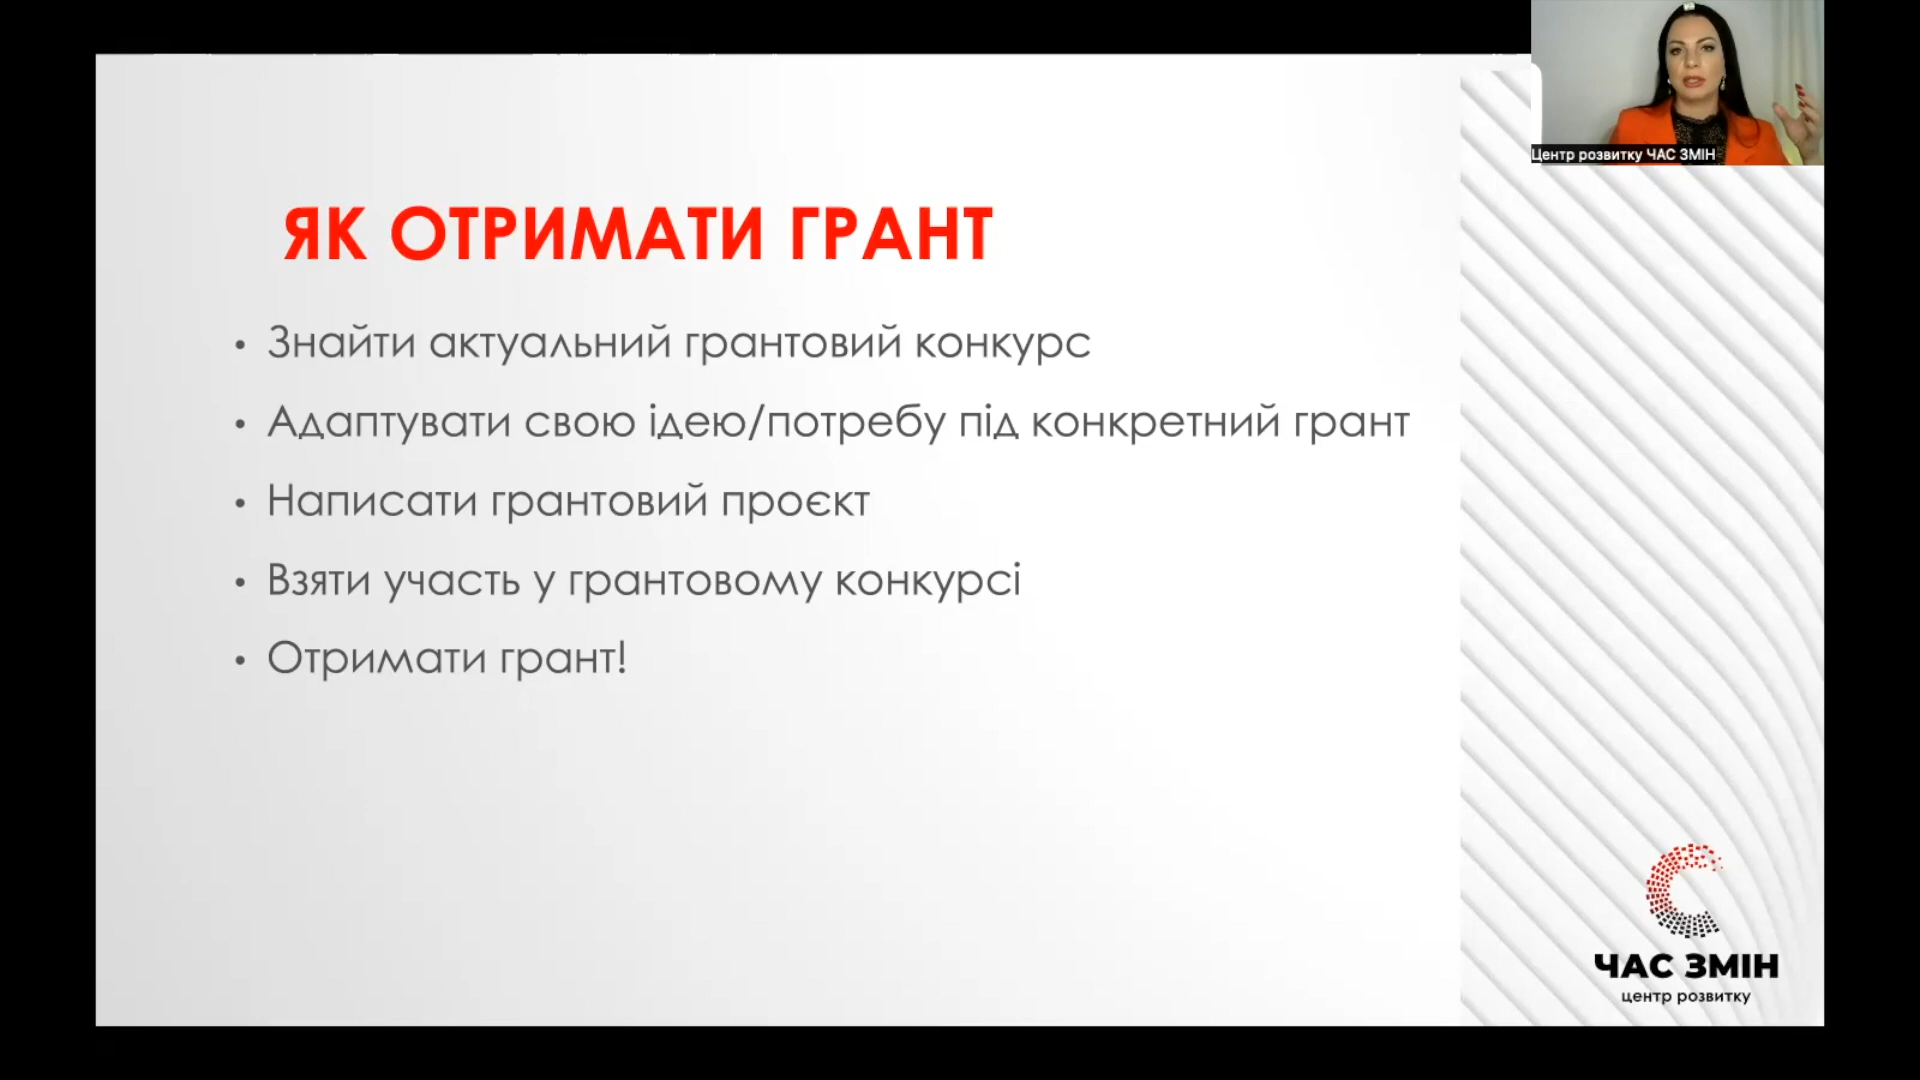 Центр розвитку ЧАС ЗМІН
ЯК ОТРИМАТИ ГРАНТ
• Знайти актуальний грантовий конкурс
• Адаптувати свою ідею/потребу під конкретний грант
• Написати грантовий проєкт
• Взяти участь у грантовому конкурсі
• Отримати грант!
ЧАС ЗМІН
центр розвитку